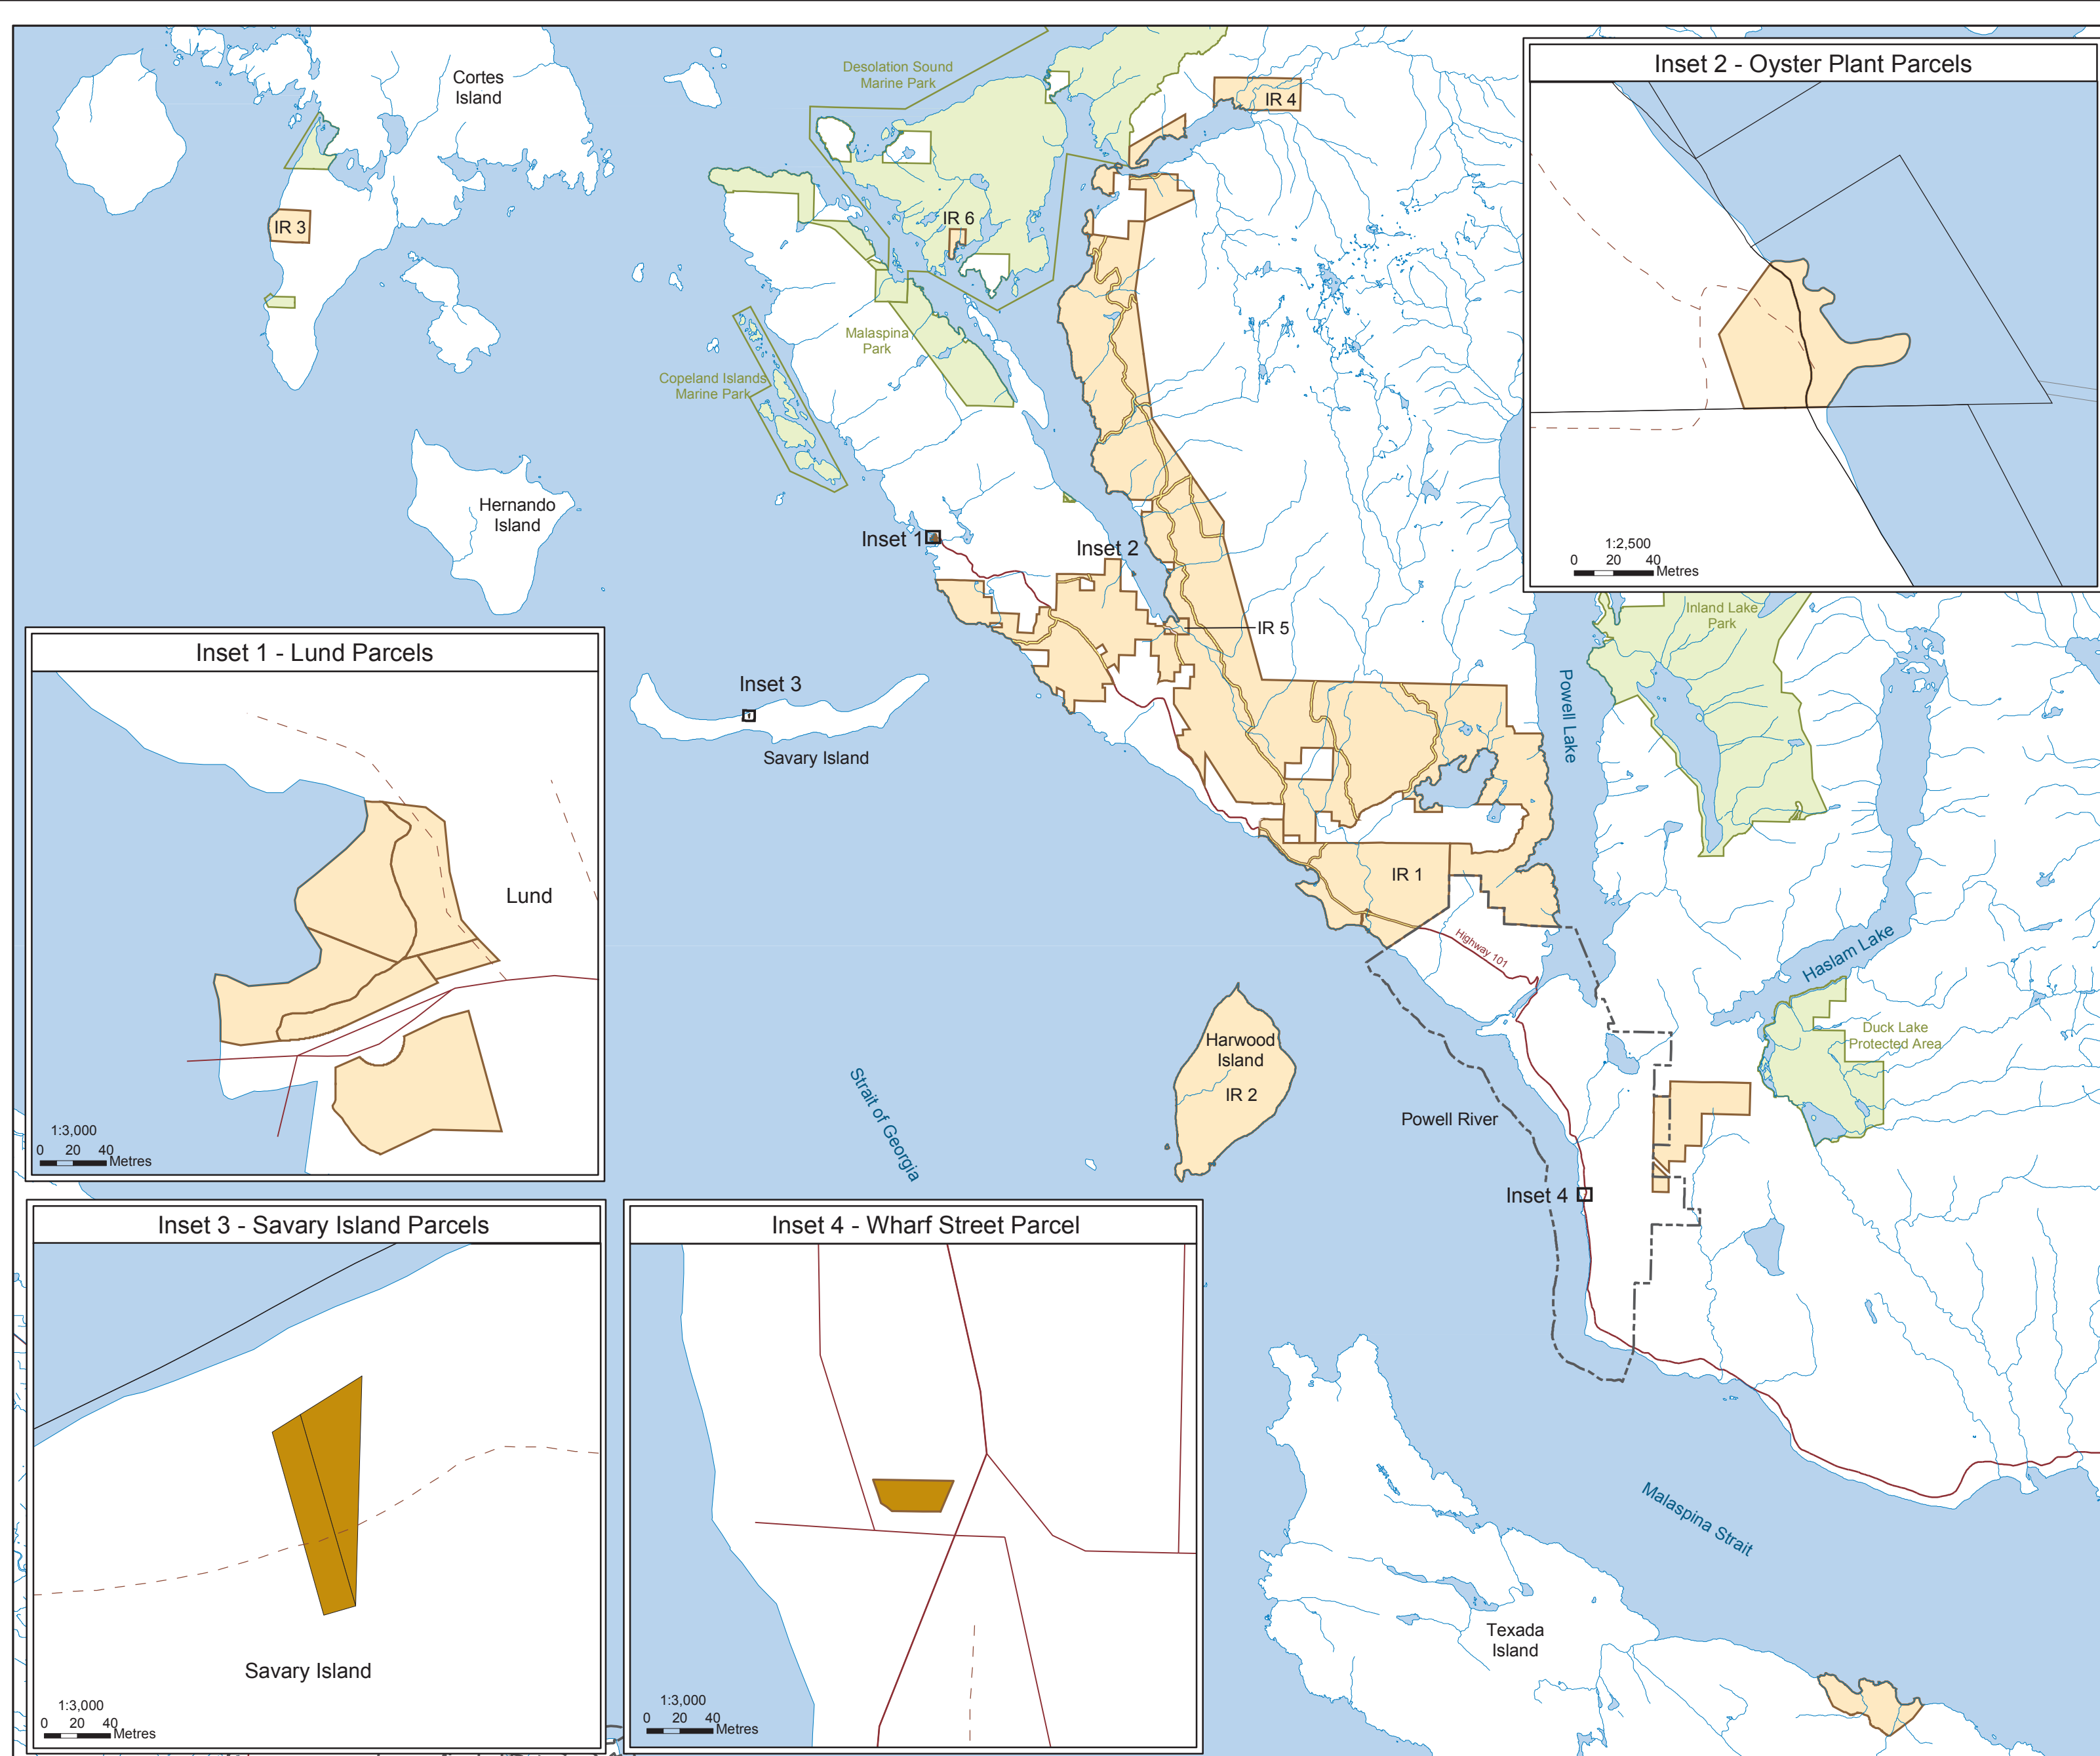 Cortes
Island
Desolation Sound
Marine Park
IR 4
Inset 2 - Oyster Plant Parcels
IR 3
IR 6
Malaspina
Park
Copeland Islands
Marine Park
Hernando
Island
Inset 1
Inset 2
1:2,500
0 20 40
Metres
IR 5
Inland Lake
Park
Powell Lake
Inset 1 - Lund Parcels
Inset 3
Savary Island
Lund
IR 1
Highway 101
Haslam Lake
Harwood
Island
IR 2
Duck Lake
Protected Area
Strait of Georgia
Powell River
1:3,000
0 20 40
Metres
Inset 4
Inset 3 - Savary Island Parcels
Inset 4 - Wharf Street Parcel
Malaspina Strait
Texada
Island
Savary Island
1:3,000
0 20 40
Metres
1:3,000
0 20 40
Metres